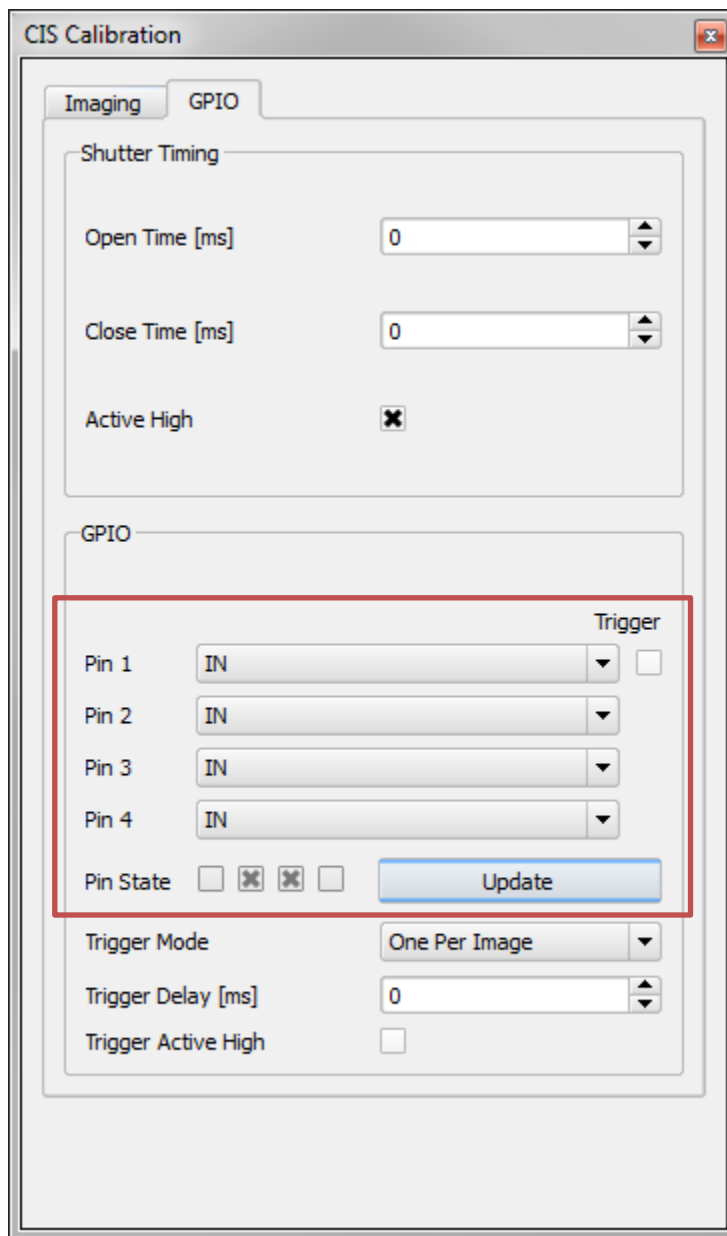 CIS Calibration
Imaging GPIO
Shutter Timing
Open Time [ms] 0
Close Time [ms] 0
Active High
GPIO
Trigger
Pin 1 IN
Pin 2 IN
Pin 3 IN
Pin 4 IN
Pin State Update
Trigger Mode One Per Image
Trigger Delay [ms] 0
Trigger Active High